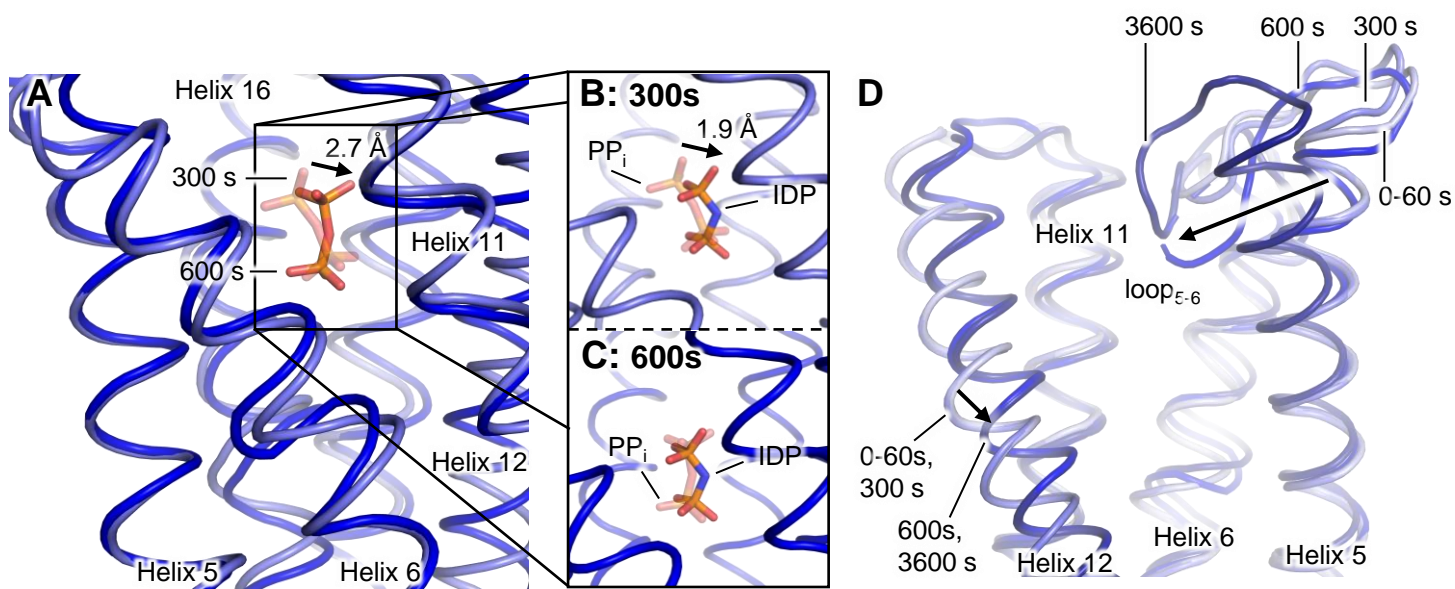 A
Helix 16
2.7 Å
300 s
Helix 11
600 s
Helix 12
Helix 5
Helix 6
B: 300s
1.9 Å
PPi
IDP
C: 600s
PPi
IDP
D
3600 s
600 s
300 s
0-60 s
Helix 11
loop5-6
0-60s,
300 s
600s,
3600 s
Helix 12
Helix 6
Helix 5